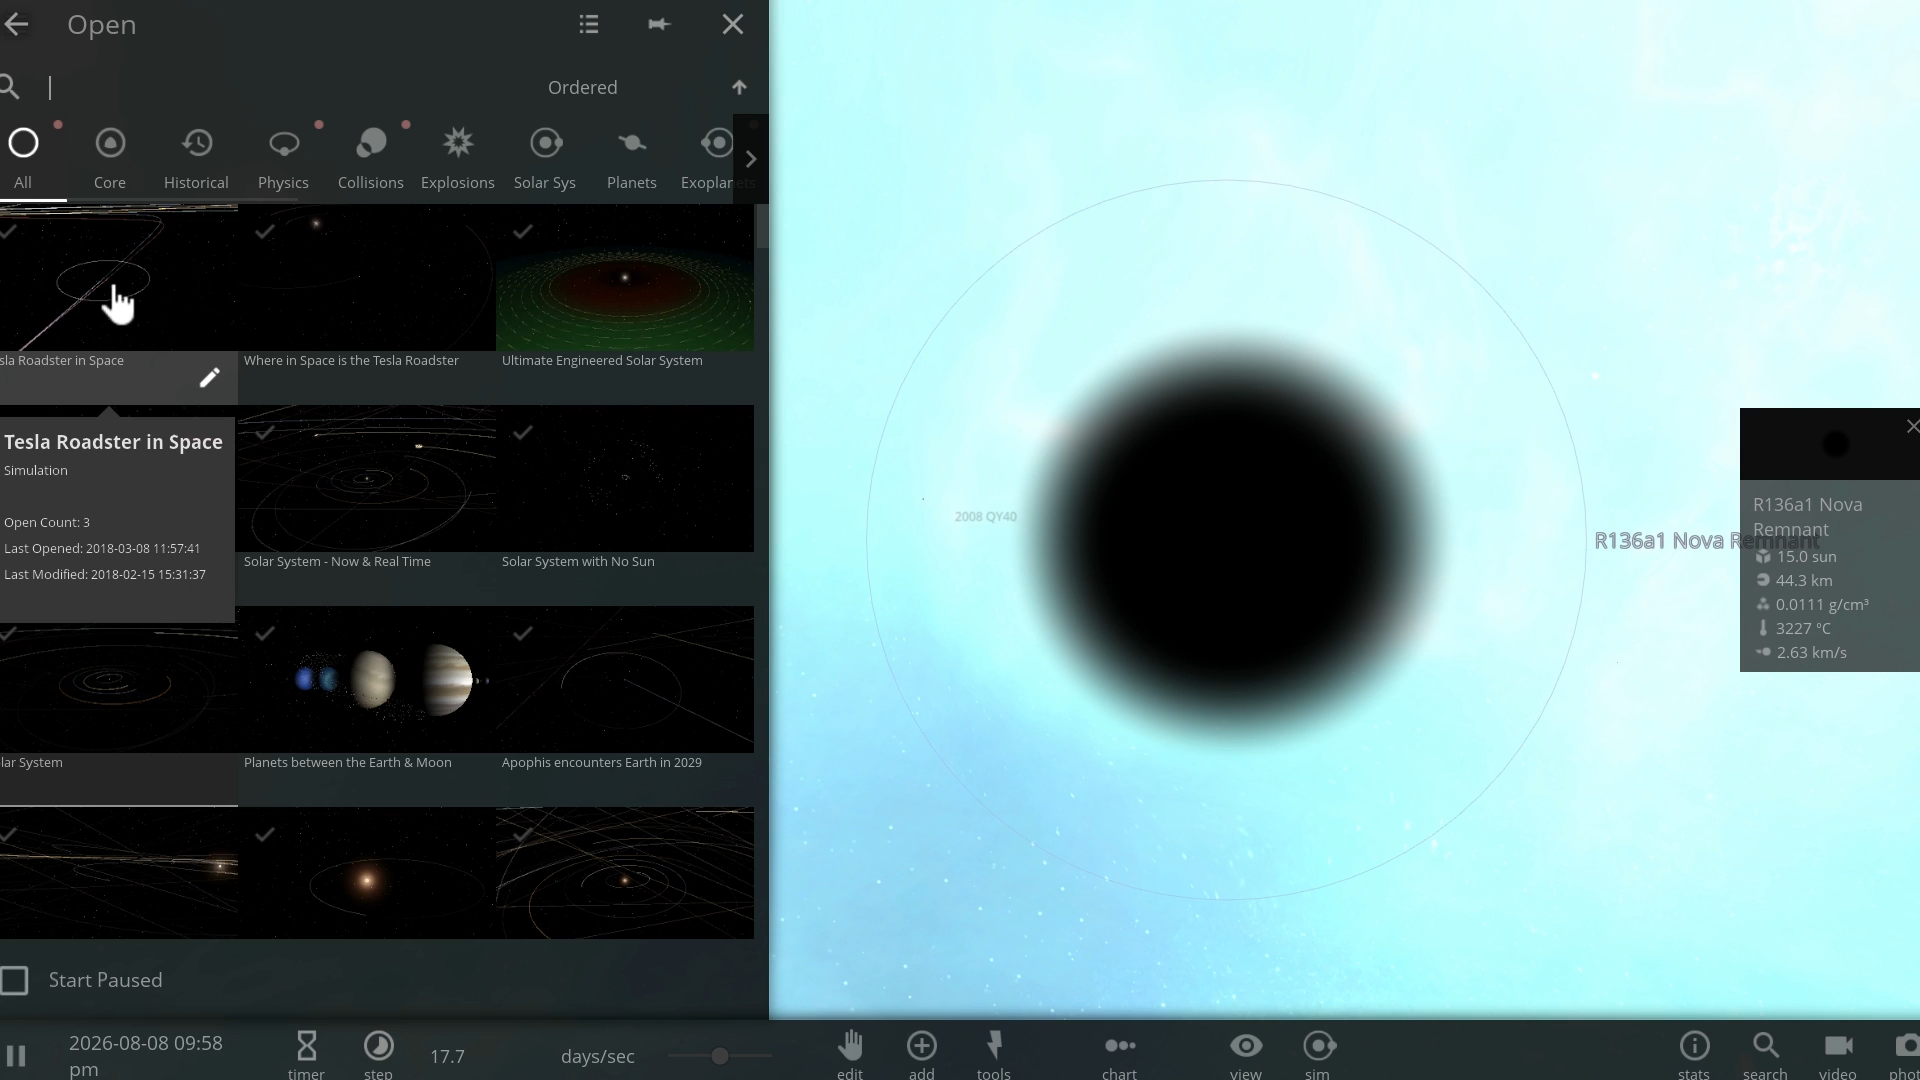 Open
Ordered
All Core Historical Physics Collisions Explosions Solar Sys Planets Exoplanets
sla Roadster in Space
Where in Space is the Tesla Roadster
Ultimate Engineered Solar System
Tesla Roadster in Space
Simulation
Open Count: 3
Last Opened: 2018-03-08 11:57:41
Last Modified: 2018-02-15 15:31:37
Solar System - Now & Real Time
Solar System with No Sun
lar System
Planets between the Earth & Moon
Apophis encounters Earth in 2029
Start Paused
2008 QY40
R136a1 Nova Remnant
R136a1 Nova
Remnant
15.0 sun
44.3 km
0.0111 g/cm³
3227 °C
2.63 km/s
2026-08-08 09:58
pm
timer
step
17.7
days/sec
edit
add
tools
chart
view
sim
stats
search
video
phot